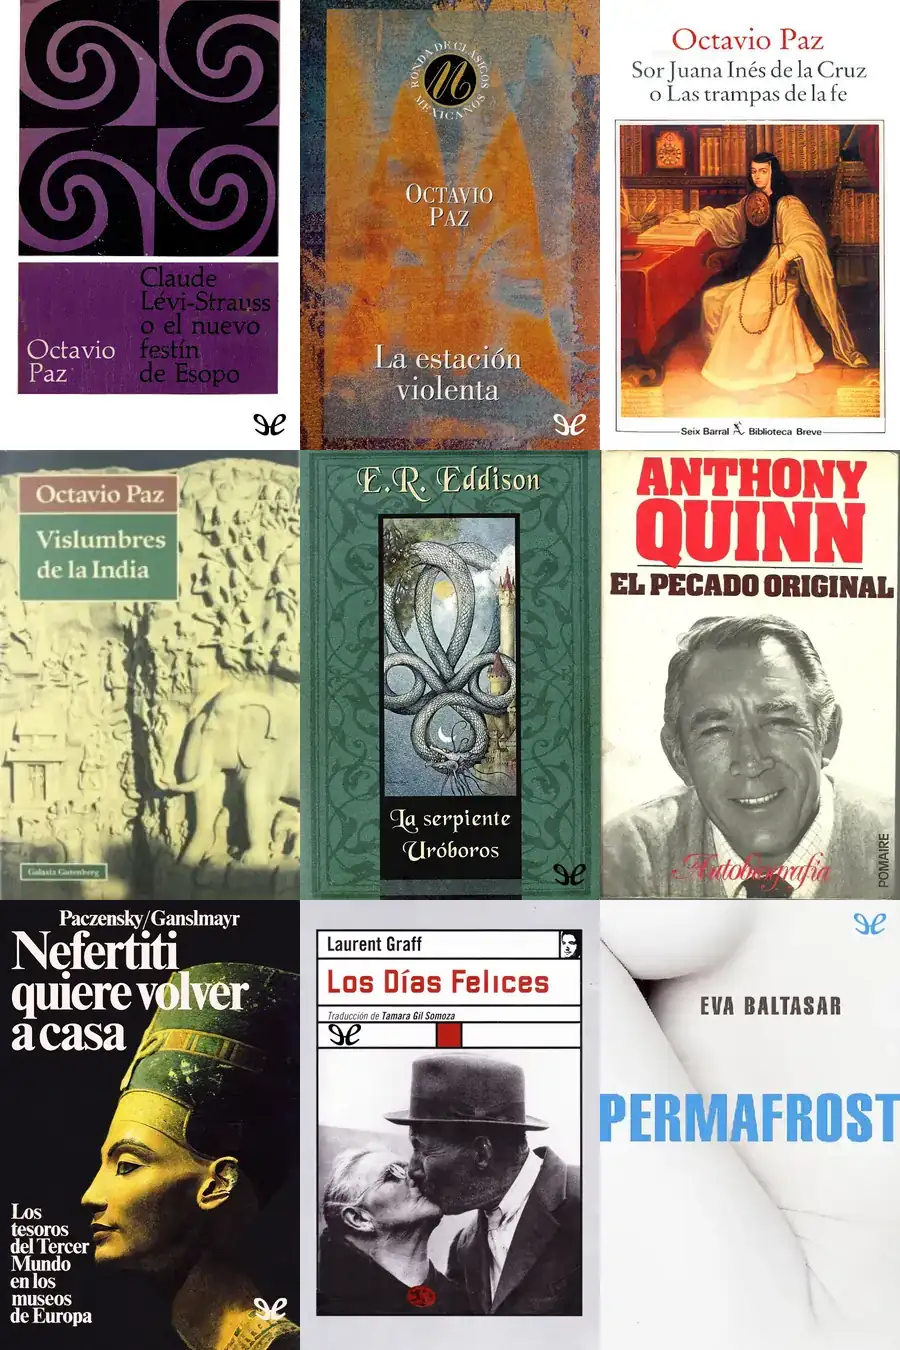 Claude
Lévi-Strauss
o el nuevo
festín
de Esopo
Octavio
Paz
RONDA DE CLÁSICOS
MEXICANOS
OCTAVIO
PAZ
La estación
violenta
Octavio Paz
Sor Juana Inés de la Cruz
o Las trampas de la fe
Seix Barral Biblioteca Breve
Octavio Paz
Vislumbres
de la India
Galaxia Gutenberg
E.R. Eddison
La serpiente
Uróboros
ANTHONY
QUINN
EL PECADO ORIGINAL
Autobiografía
POMAIRE
Paczensky/Ganslmayr
Nefertiti
quiere volver
a casa
Los
tesoros
del Tercer
Mundo
en los
museos
de Europa
Laurent Graff
Los Días Felices
Traducción de Tamara Gil Somoza
EVA BALTASAR
PERMAFROST